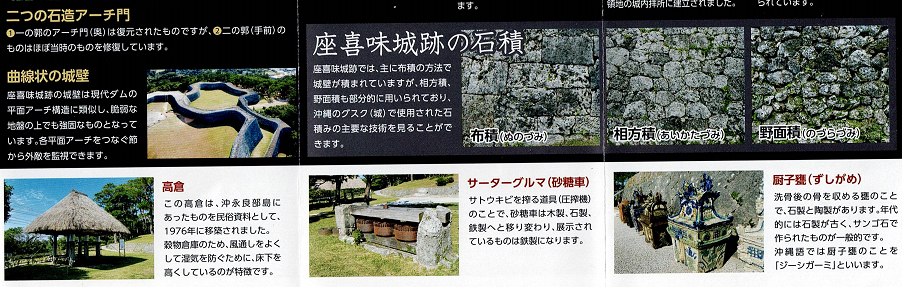 二つの石造アーチ門
❶一の郭のアーチ門(奥)は復元されたものですが、❷二の郭(手前)の
ものはほぼ当時のものを修復しています。
曲線状の城壁
座喜味城跡の城壁は現代ダムの
平面アーチ構造に類似し、脆弱な
地盤の上でも強固なものとなって
います。各平面アーチをつなぐ節
から外敵を監視できます。
ます。
領地の城内拝所に建立されました。
られています。
座喜味城跡の石積
座喜味城跡では、主に布積の方法で
城壁が積まれていますが、相方積、
野面積も部分的に用いられており、
沖縄のグスク(城)で使用された石
積みの主要な技術を見ることがで
きます。
布積(ぬのづみ)
相方積(あいかたづみ)
野面積(のづらづみ)
高倉
この高倉は、沖永良部島に
あったものを民俗資料として、
1976年に移築されました。
穀物倉庫のため、風通しをよく
して湿気を防ぐために、床下を
高くしているのが特徴です。
サーターグルマ(砂糖車)
サトウキビを搾る道具(圧搾機)
のことで、砂糖車は木製、石製、
鉄製へと移り変わり、展示され
ているものは鉄製になります。
厨子甕(ずしがめ)
洗骨後の骨を収める甕のこと
で、石製と陶製があります。年代
的には石製が古く、サンゴ石で
作られたものが一般的です。
沖縄語では厨子甕のことを
「ジーシガーミ」といいます。